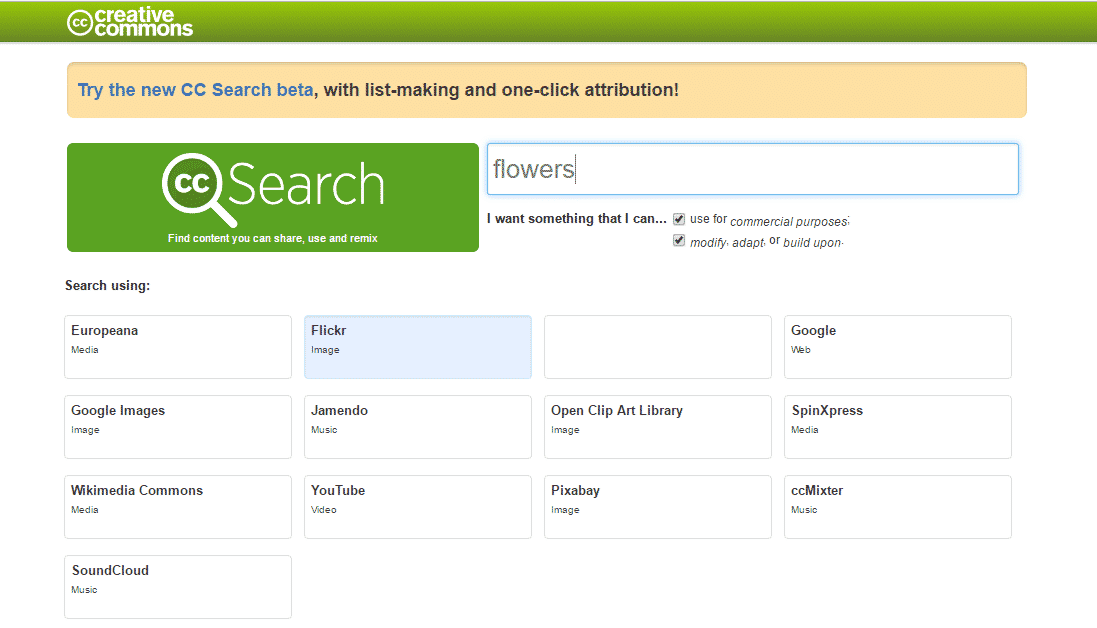 cc creative
commons
Try the new CC Search beta, with list-making and one-click attribution!
cc Search
Find content you can share, use and remix
flowers
I want something that I can... use for commercial purposes;
modify, adapt, or build upon.
Search using:
Europeana
Media
Flickr
Image
Google
Web
Google Images
Image
Jamendo
Music
Open Clip Art Library
Image
SpinXpress
Media
Wikimedia Commons
Media
YouTube
Video
Pixabay
Image
ccMixter
Music
SoundCloud
Music